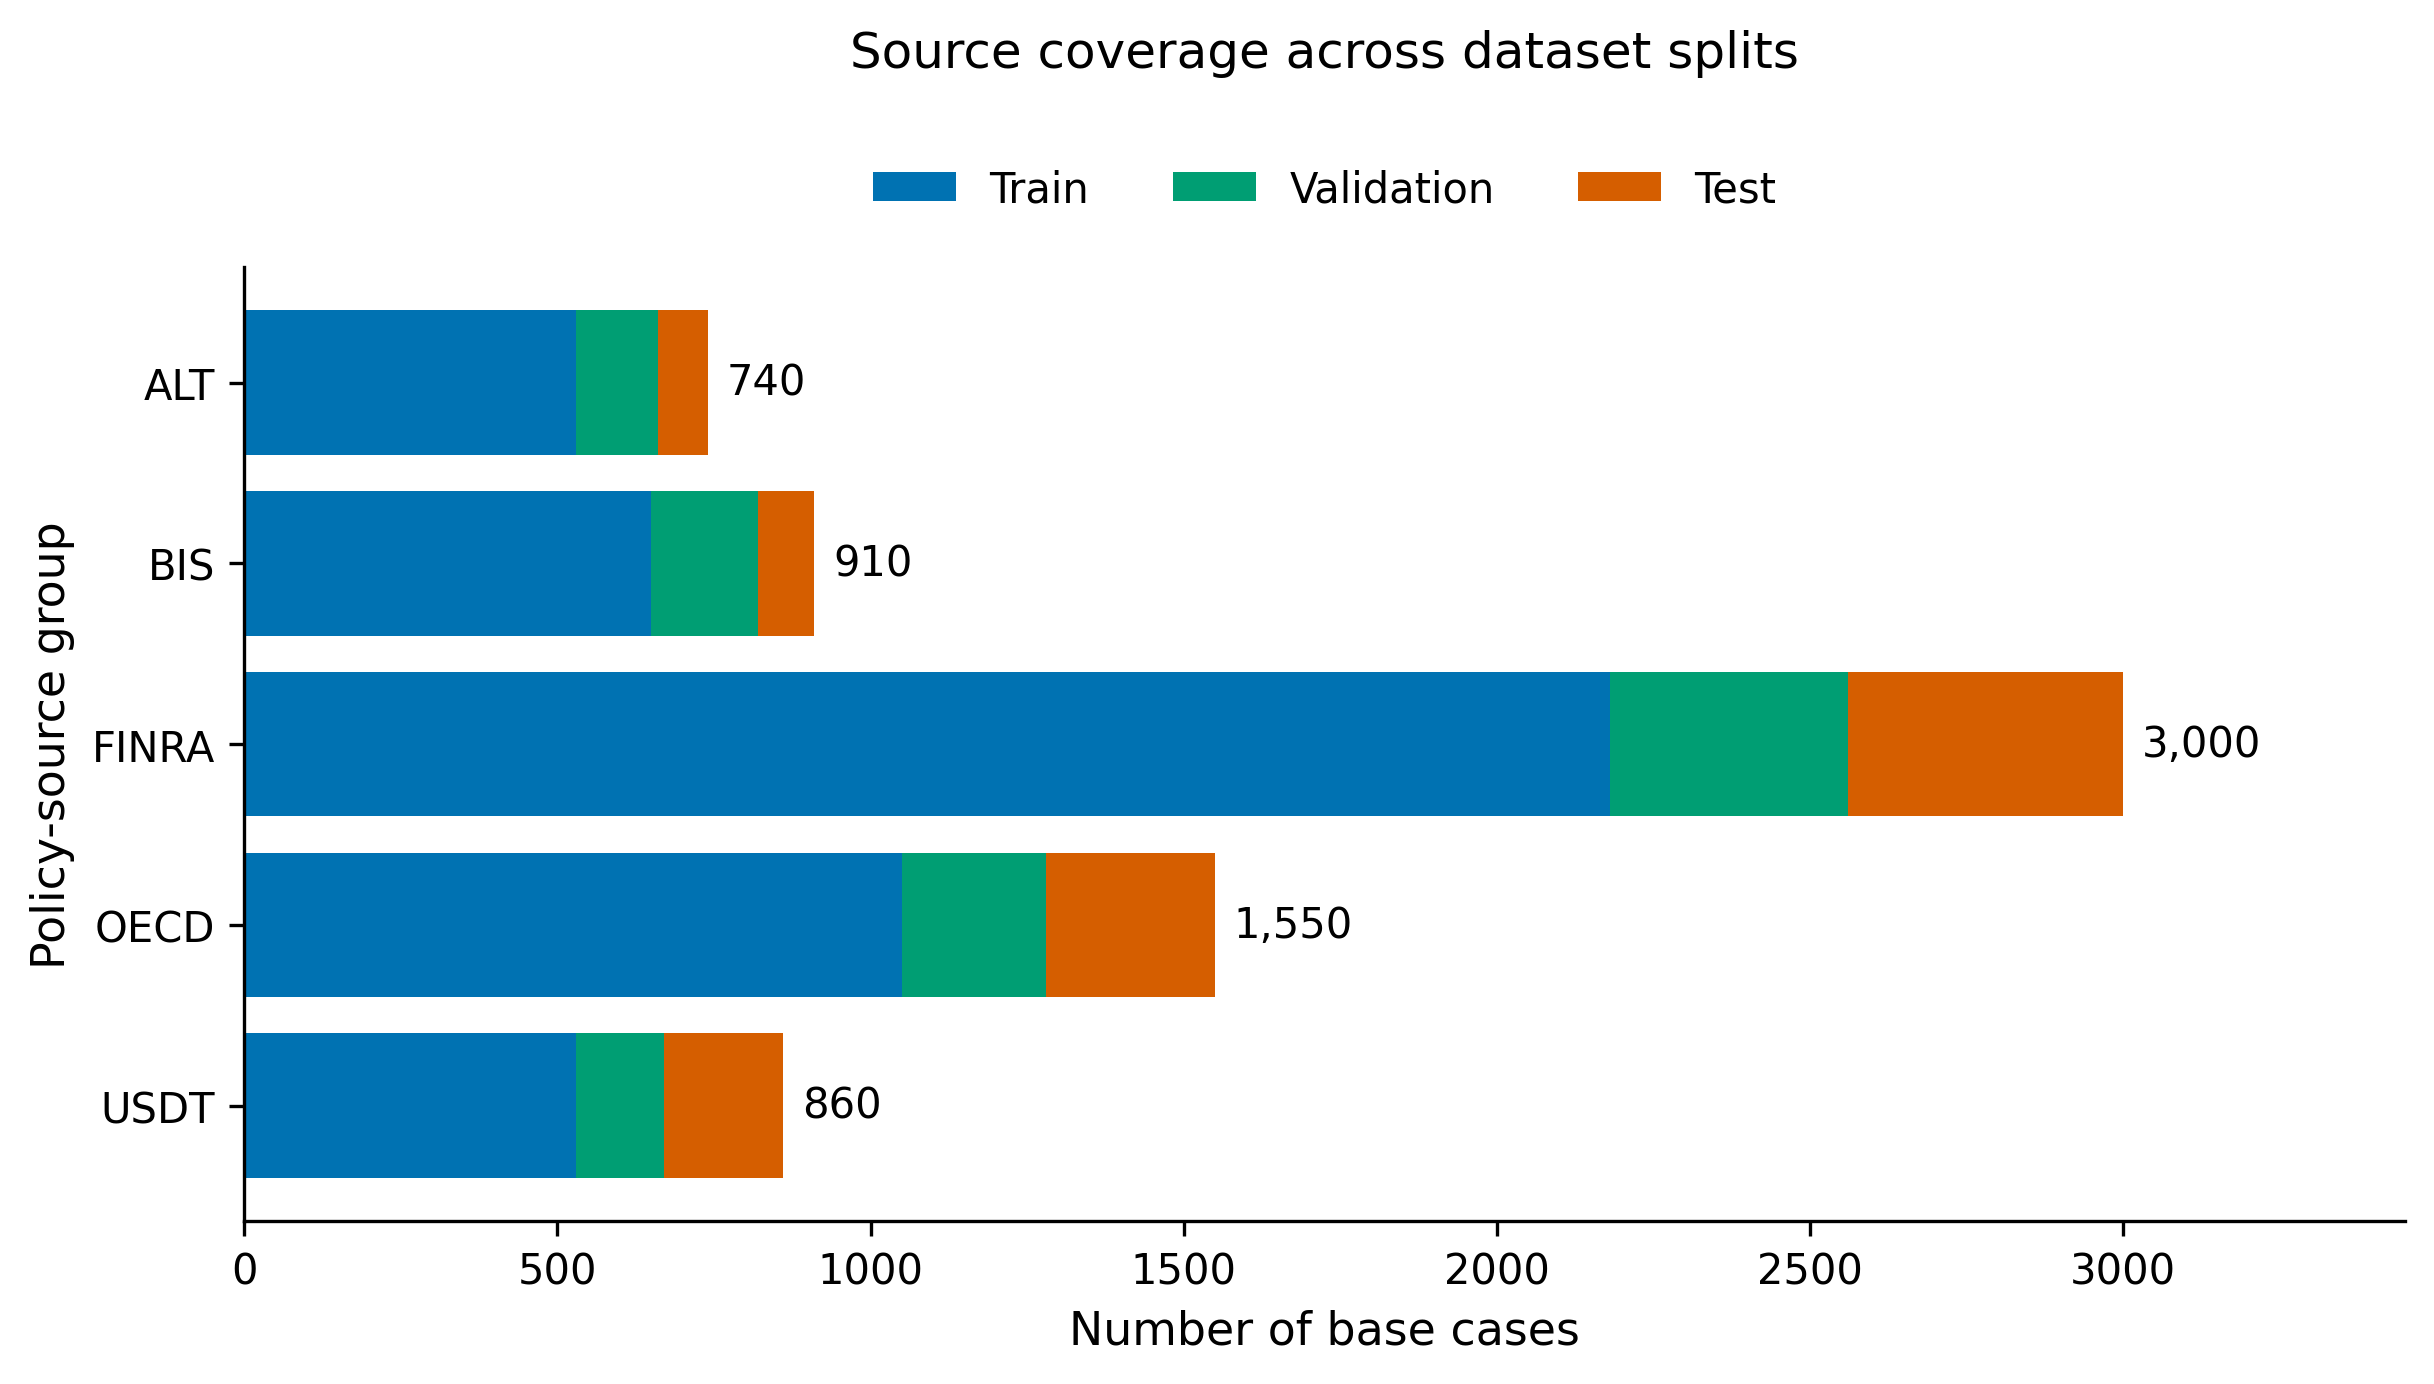 Source coverage across dataset splits
Train Validation Test
Policy-source group
ALT 740
BIS 910
FINRA 3,000
OECD 1,550
USDT 860
0 500 1000 1500 2000 2500 3000
Number of base cases